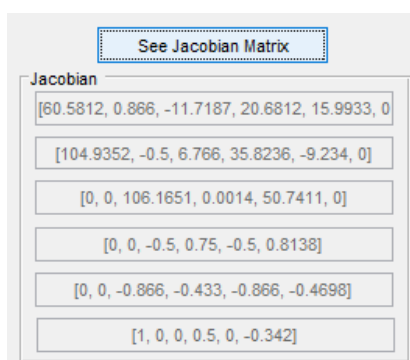 See Jacobian Matrix
Jacobian
[60.5812, 0.866, -11.7187, 20.6812, 15.9933, 0
[104.9352, -0.5, 6.766, 35.8236, -9.234, 0]
[0, 0, 106.1651, 0.0014, 50.7411, 0]
[0, 0, -0.5, 0.75, -0.5, 0.8138]
[0, 0, -0.866, -0.433, -0.866, -0.4698]
[1, 0, 0, 0.5, 0, -0.342]